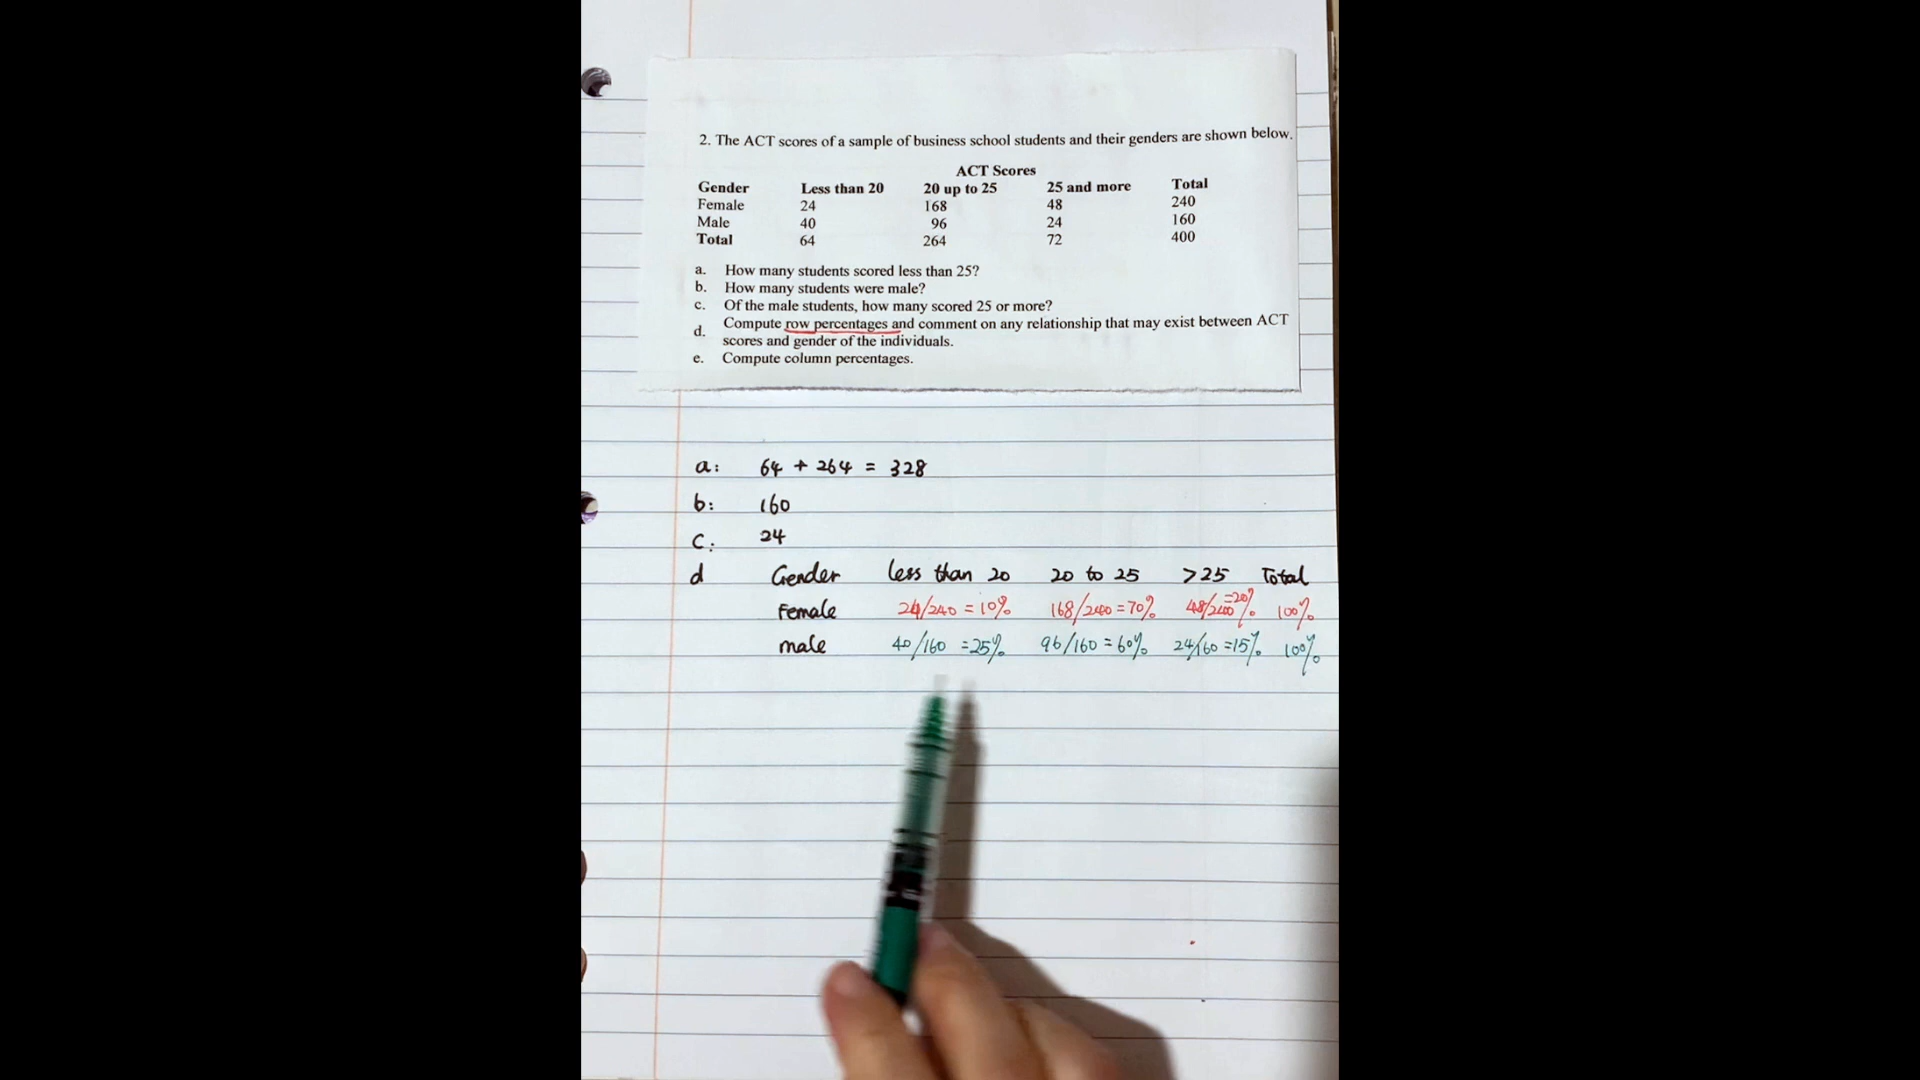 2. The ACT scores of a sample of business school students and their genders are shown below.
ACT Scores
Gender Less than 20 20 up to 25 25 and more Total
Female 24 168 48 240
Male 40 96 24 160
Total 64 264 72 400
a. How many students scored less than 25?
b. How many students were male?
c. Of the male students, how many scored 25 or more?
d. Compute row percentages and comment on any relationship that may exist between ACT
scores and gender of the individuals.
e. Compute column percentages.
a: 64 + 264 = 328
b: 160
c: 24
d Gender less than 20 20 to 25 >25 Total
Female 24/240 = 10% 168/240 = 70% 48/240 = 20% 100%
male 40/160 = 25% 96/160 = 60% 24/160 = 15% 100%